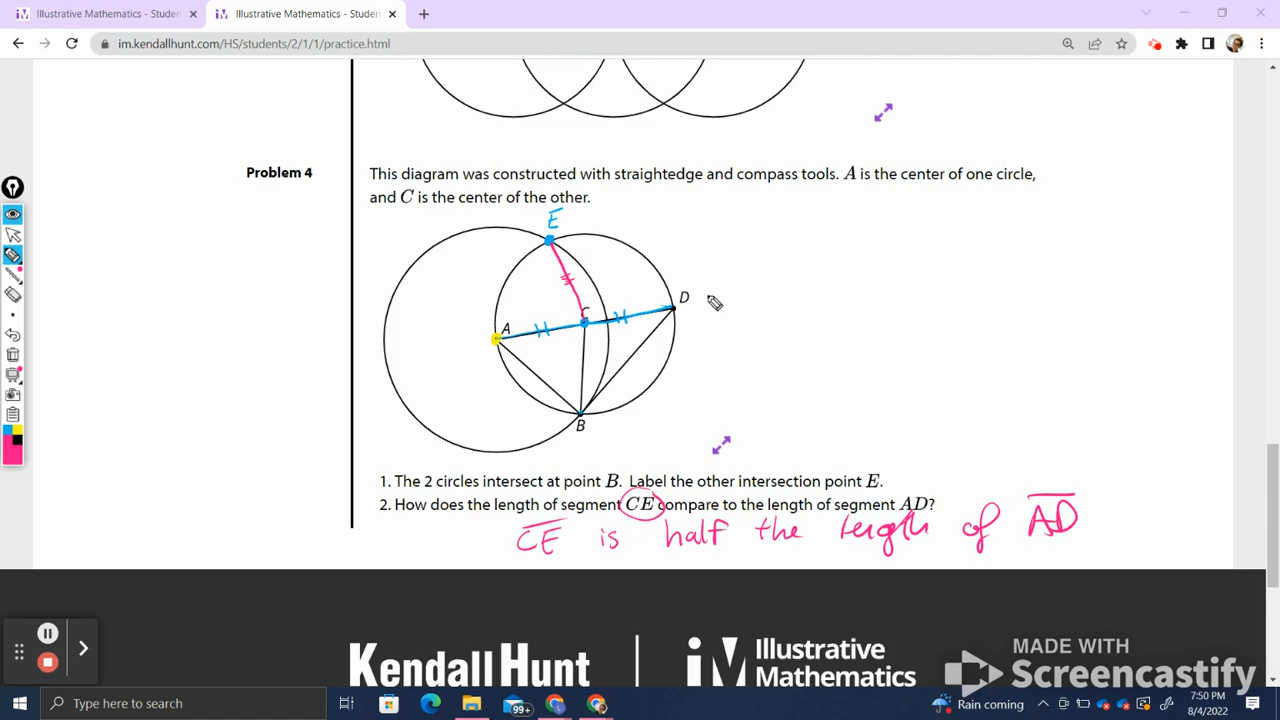 Illustrative Mathematics - Studen
Illustrative Mathematics - Studen
im.kendallhunt.com/HS/students/2/1/1/practice.html
Problem 4
This diagram was constructed with straightedge and compass tools. A is the center of one circle,
and C is the center of the other.
E
D
C
A
B
1. The 2 circles intersect at point B. Label the other intersection point E.
2. How does the length of segment CE compare to the length of segment AD?
CE is half the length of AD
Kendall Hunt
Illustrative
Mathematics
MADE WITH
Screencastify
Type here to search
99+
Rain coming
7:50 PM
8/4/2022